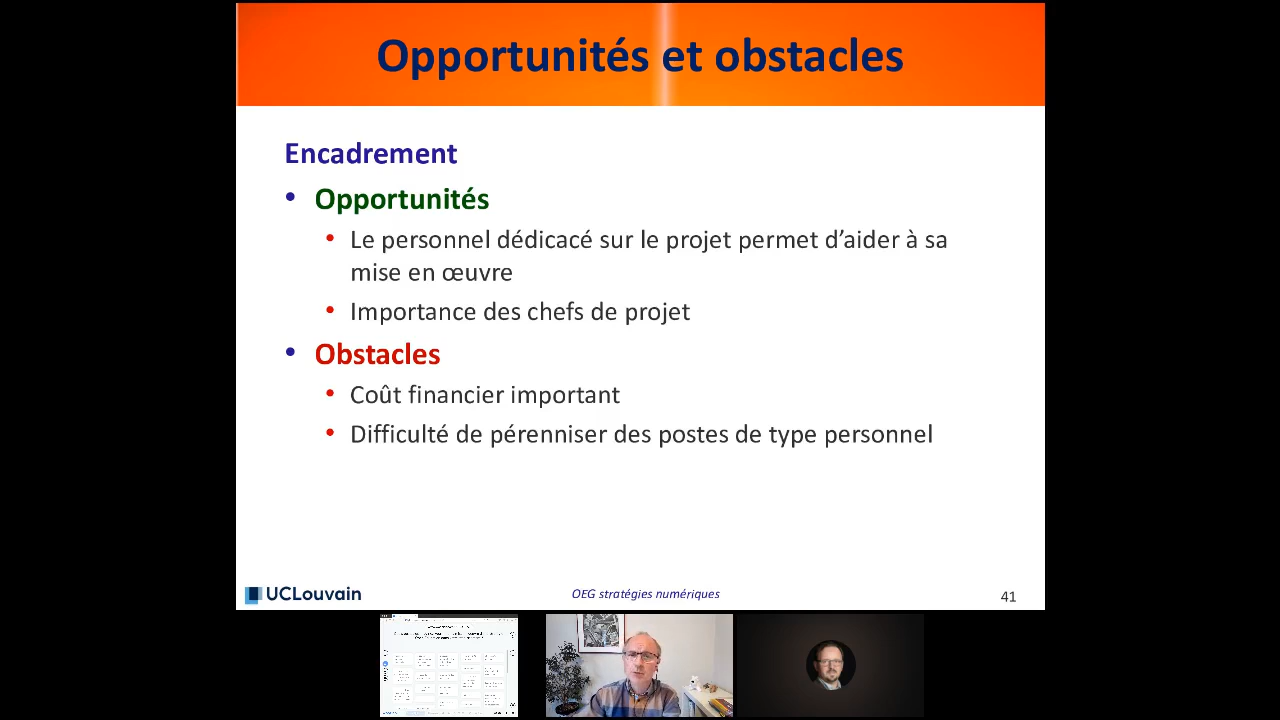 Opportunités et obstacles
Encadrement
• Opportunités
• Le personnel dédicacé sur le projet permet d’aider à sa
mise en œuvre
• Importance des chefs de projet
• Obstacles
• Coût financier important
• Difficulté de pérenniser des postes de type personnel
UCLouvain
OEG stratégies numériques
41